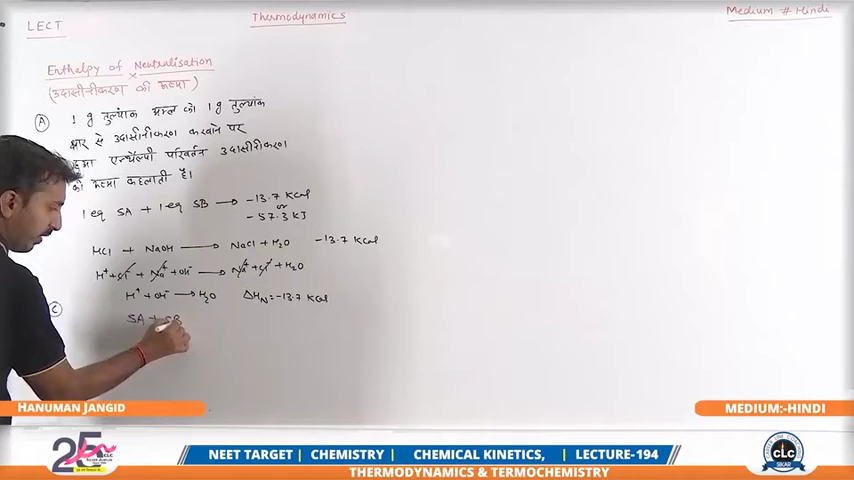 LECT
Thermodynamics
Medium # Hindi
Enthalpy of Neutralisation
(उदासीनीकरण की ऊष्मा)
(A) 1 g तुल्यांक अम्ल को 1 g तुल्यांक
क्षार से उदासीनीकरण करवाने पर
हुआ एन्थैल्पी परिवर्तन उदासीनीकरण
की ऊष्मा कहलाती है।
1 eq SA + 1 eq SB → -13.7 KCal
or
-57.3 KJ
HCl + NaOH → NaCl + H2O -13.7 KCal
H+ + Cl- + Na+ + OH- → Na+ + Cl- + H2O
H+ + OH- → H2O ΔHN = -13.7 KCal
(C)
SA + SB
HANUMAN JANGID
MEDIUM:-HINDI
25
CLC
NEET TARGET | CHEMISTRY | CHEMICAL KINETICS, | LECTURE-194
THERMODYNAMICS & TERMOCHEMISTRY
CLC
SIKAR